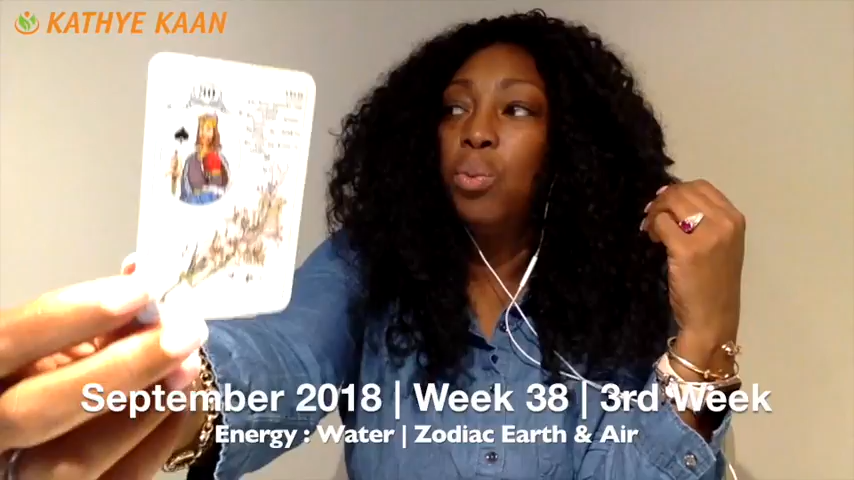 KATHYE KAAN
September 2018 | Week 38 | 3rd Week
Energy : Water | Zodiac Earth & Air